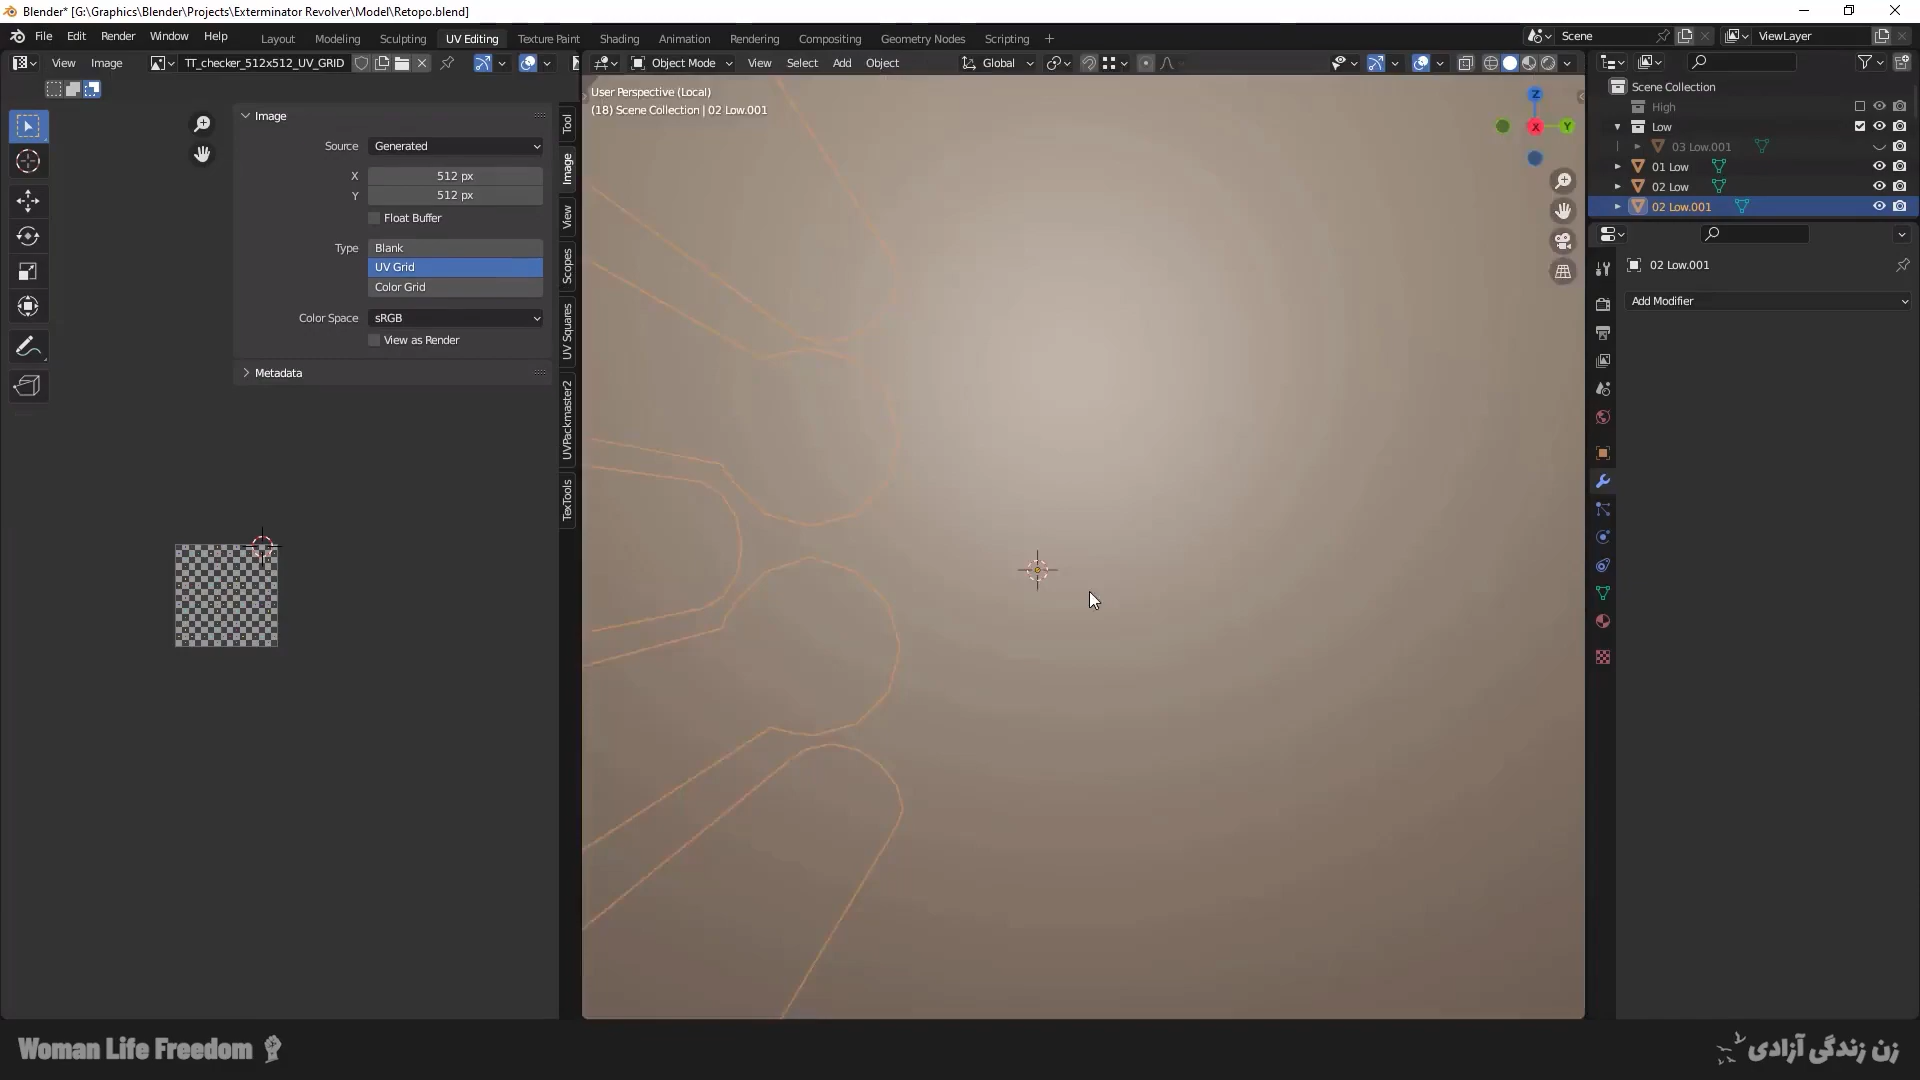 Blender* [G:\Graphics\Blender\Projects\Exterminator Revolver\Model\Retopo.blend]
File Edit Render Window Help Layout Modeling Sculpting UV Editing Texture Paint Shading Animation Rendering Compositing Geometry Nodes Scripting + Scene ViewLayer
View Image TT_checker_512x512_UV_GRID Object Mode View Select Add Object Global
User Perspective (Local)
(18) Scene Collection | 02 Low.001
Z
Y
X
Image
Source Generated
X 512 px
Y 512 px
Float Buffer
Type Blank
UV Grid
Color Grid
Color Space sRGB
View as Render
Metadata
Tool
Image
View
Scopes
UV Squares
UVPackmaster2
TexTools
Scene Collection
High
Low
03 Low.001
01 Low
02 Low
02 Low.001
02 Low.001
Add Modifier
Woman Life Freedom
زن زندگی آزادی